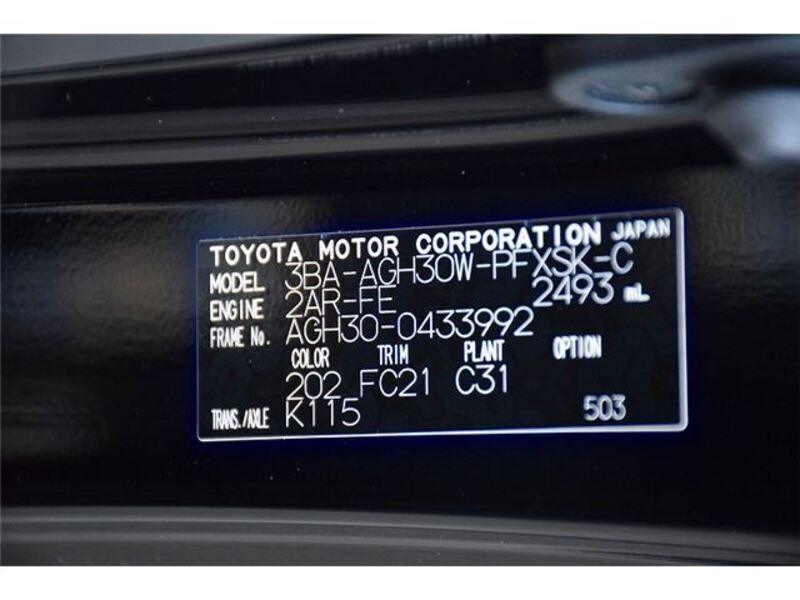 TOYOTA MOTOR CORPORATION JAPAN
MODEL 3BA-AGH30W-PFXSK-C
ENGINE 2AR-FE 2493 mL
FRAME No. AGH30-0433992
COLOR TRIM PLANT OPTION
202 FC21 C31
TRANS./AXLE K115 503